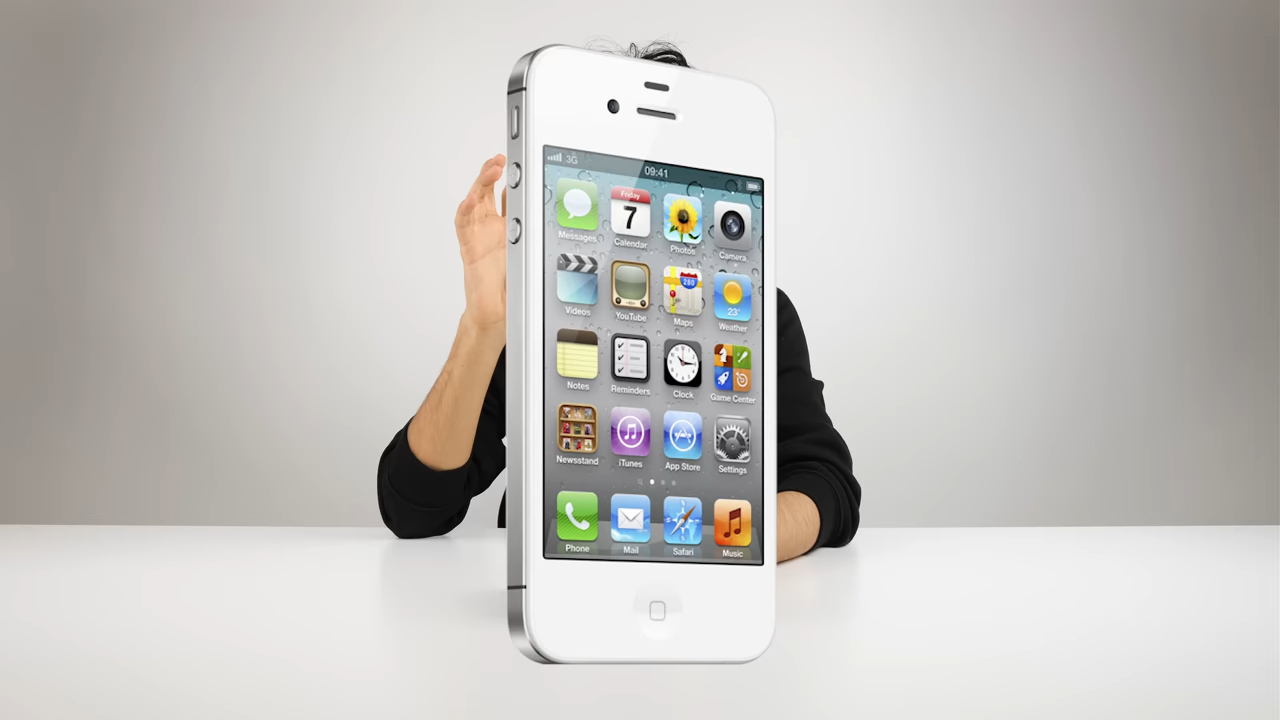 3G 09:41
Friday
7
Messages Calendar Photos Camera
280
23°
Videos YouTube Maps Weather
Notes Reminders Clock Game Center
Newsstand iTunes App Store Settings
Phone Mail Safari Music